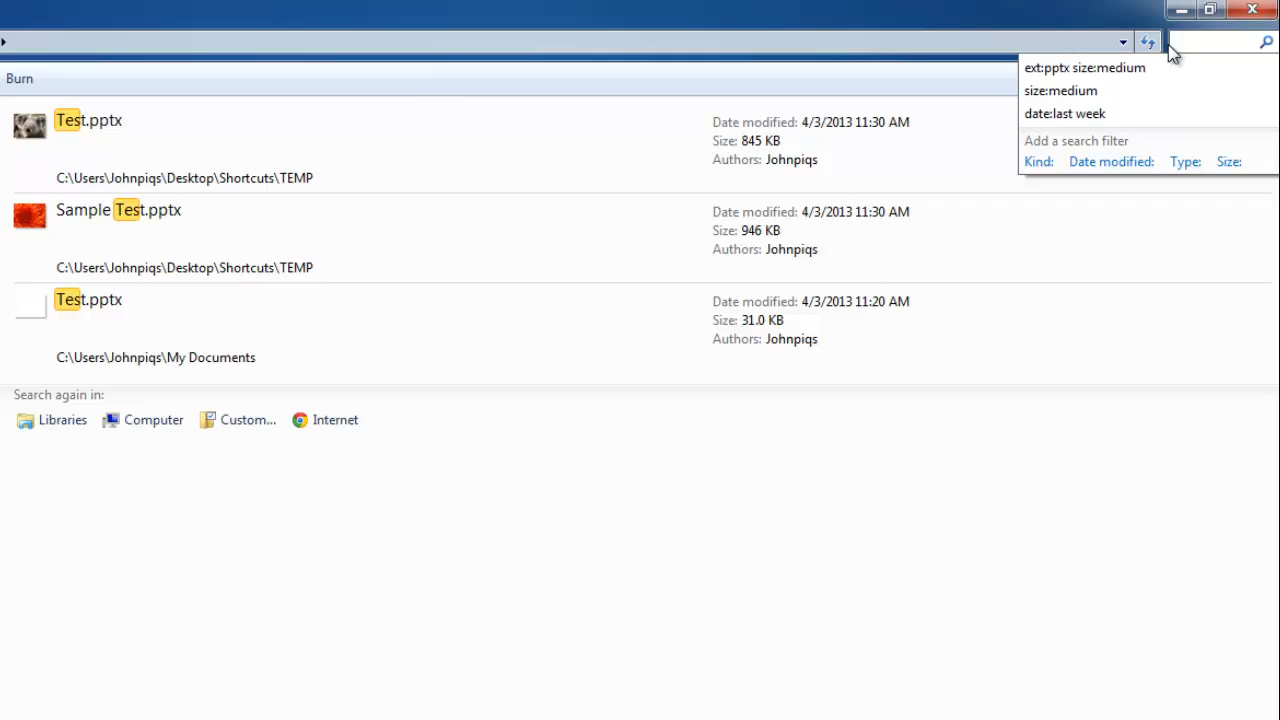 ext:pptx size:medium
size:medium
date:last week
Add a search filter
Kind: Date modified: Type: Size:
Burn
Test.pptx
Date modified: 4/3/2013 11:30 AM
Size: 845 KB
Authors: Johnpiqs
C:\Users\Johnpiqs\Desktop\Shortcuts\TEMP
Sample Test.pptx
Date modified: 4/3/2013 11:30 AM
Size: 946 KB
Authors: Johnpiqs
C:\Users\Johnpiqs\Desktop\Shortcuts\TEMP
Test.pptx
Date modified: 4/3/2013 11:20 AM
Size: 31.0 KB
Authors: Johnpiqs
C:\Users\Johnpiqs\My Documents
Search again in:
Libraries Computer Custom... Internet